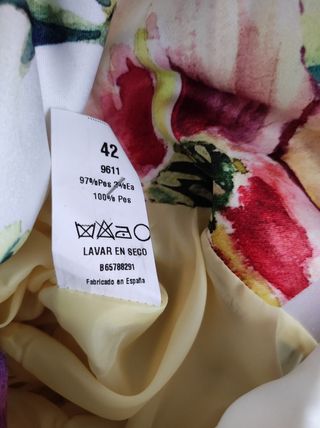 42
9611
97%Pes 3%Ea
100% Pes
LAVAR EN SECO
B65788291
Fabricado en España